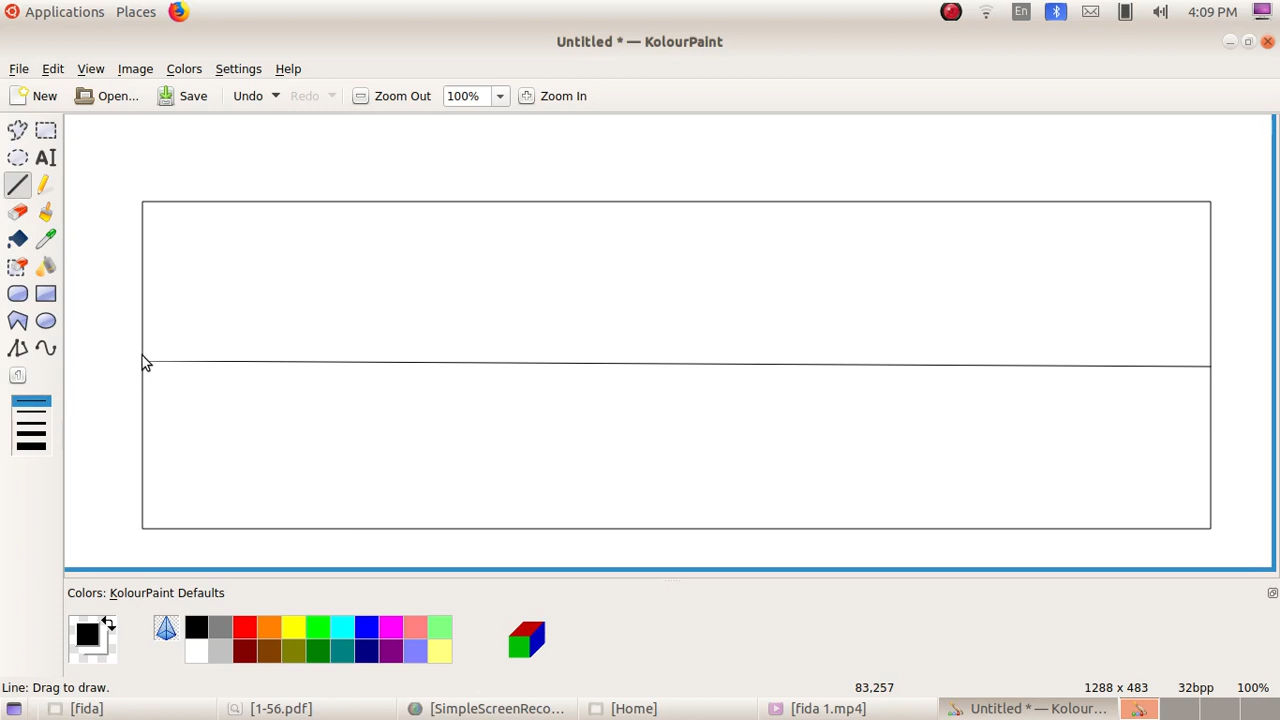 Applications Places En 4:09 PM
Untitled * — KolourPaint
File Edit View Image Colors Settings Help
New Open... Save Undo Redo Zoom Out 100% Zoom In
A
Colors: KolourPaint Defaults
Line: Drag to draw. 83,257 1288 x 483 32bpp 100%
[fida] [1-56.pdf] [SimpleScreenReco... [Home] [fida 1.mp4] Untitled * — Kolour...